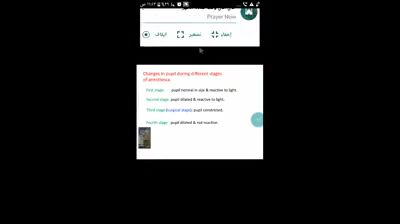 Prayer Now
إخفاء
تصغير
ايقاف
Changes in pupil during different stages
of anesthesia:
First stage: pupil normal in size & reactive to light.
Second stage: pupil dilated & reactive to light.
Third stage (surgical stage): pupil constricted.
Fourth stage: pupil dilated & not reactive.